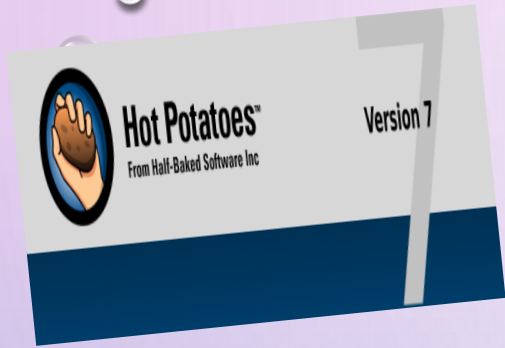 Hot Potatoes™
From Half-Baked Software Inc
Version 7
7